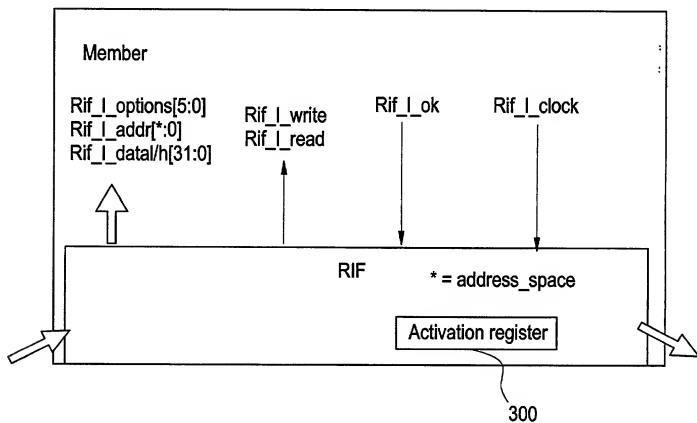 Member
Rif_I_options[5:0]
Rif_I_addr[*:0]
Rif_I_datal/h[31:0]
Rif_I_write
Rif_I_read
Rif_I_ok
Rif_I_clock
RIF
* = address_space
Activation register
300